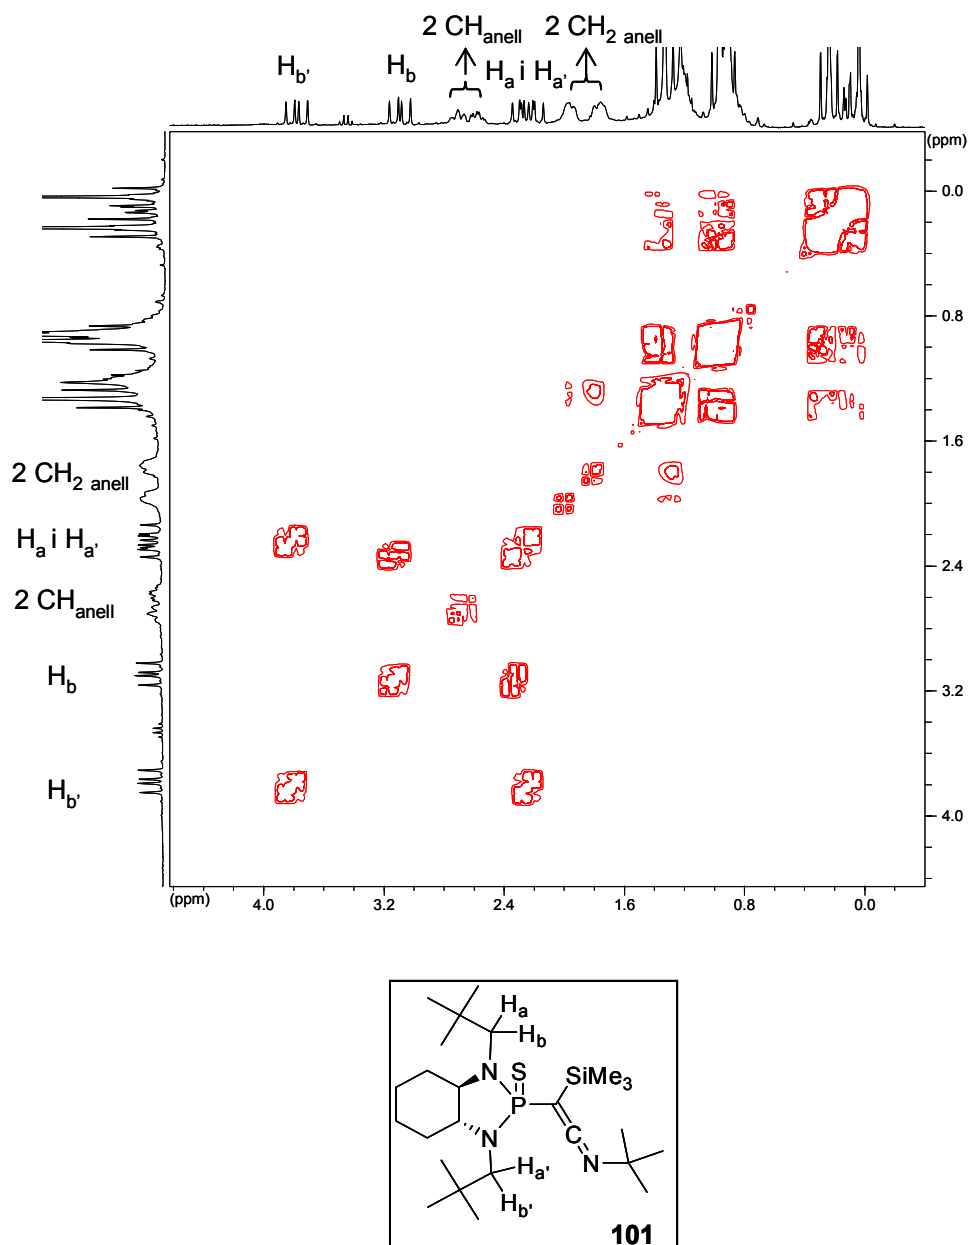 2 CHanell 2 CH2 anell
Hb' Hb Ha i Ha'
(ppm)
0.0
0.8
1.6
2 CH2 anell
Ha i Ha'
2.4
2 CHanell
Hb
3.2
Hb'
4.0
(ppm) 4.0 3.2 2.4 1.6 0.8 0.0
Ha
Hb
N S SiMe3
P
C
N N
Ha'
Hb'
101